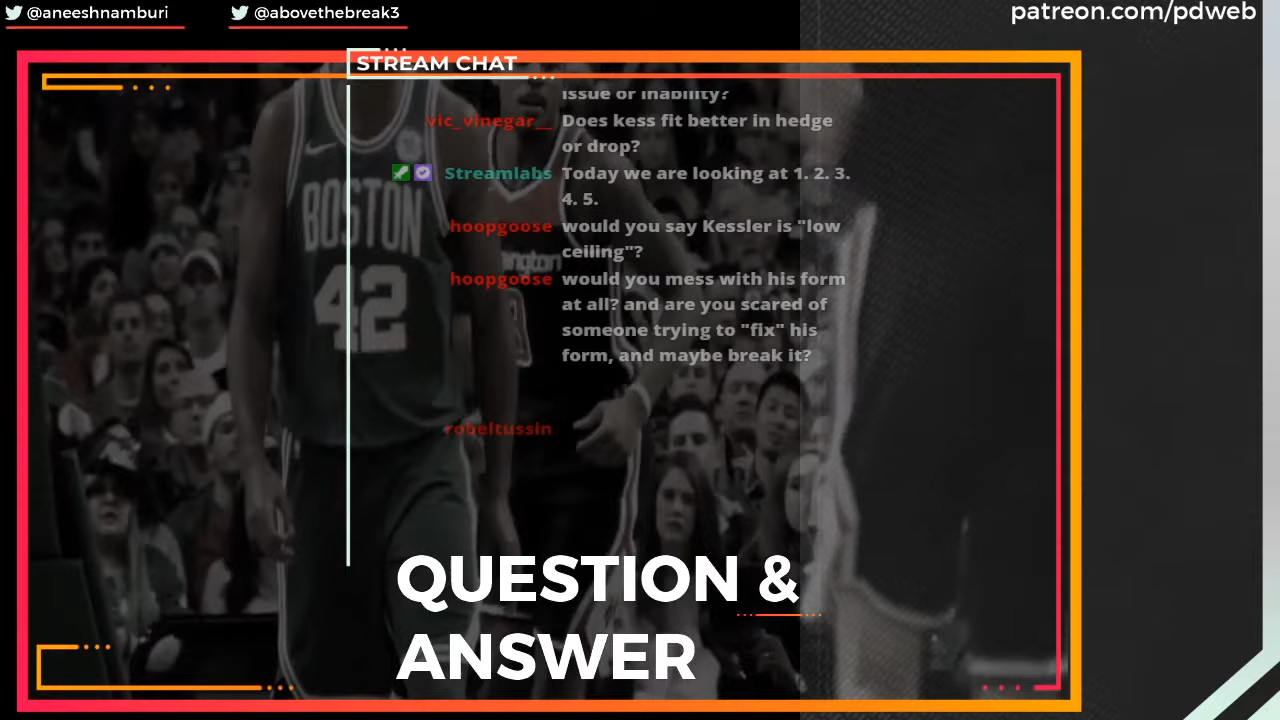 @aneeshnamburi
@abovethebreak3
patreon.com/pdweb
STREAM CHAT
issue or inability?
vic_vinegar__ Does kess fit better in hedge
or drop?
Streamlabs Today we are looking at 1. 2. 3.
4. 5.
hoopgoose would you say Kessler is "low
ceiling"?
hoopgoose would you mess with his form
at all? and are you scared of
someone trying to "fix" his
form, and maybe break it?
robeltussin
BOSTON
42
QUESTION &
ANSWER